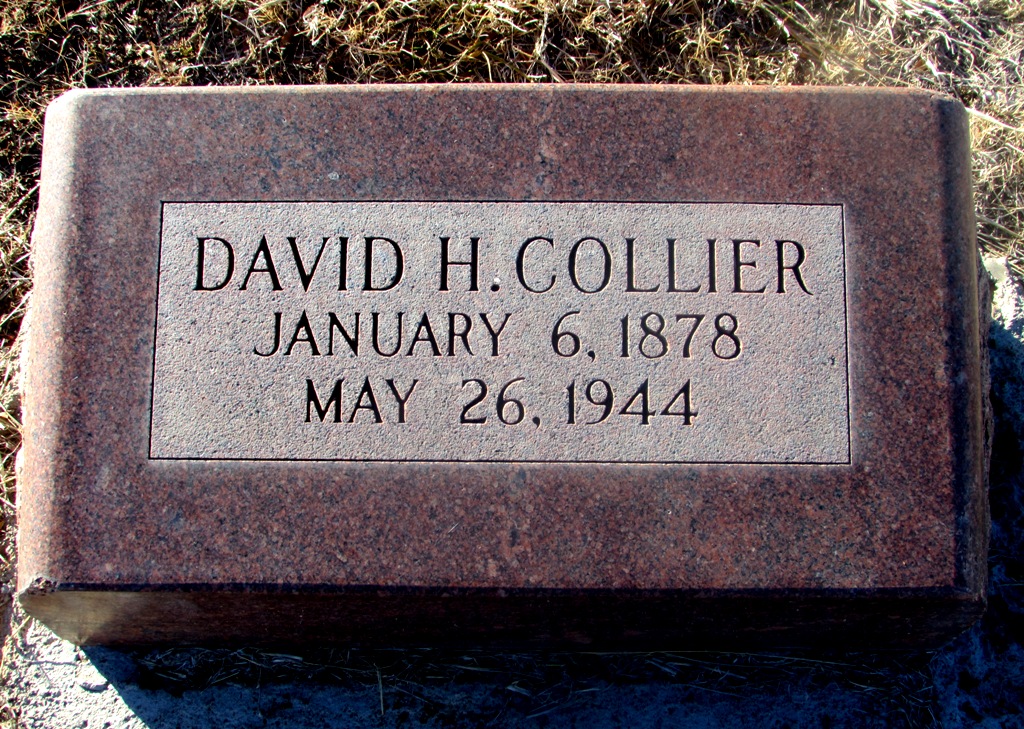 DAVID H. COLLIER
JANUARY 6, 1878
MAY 26, 1944